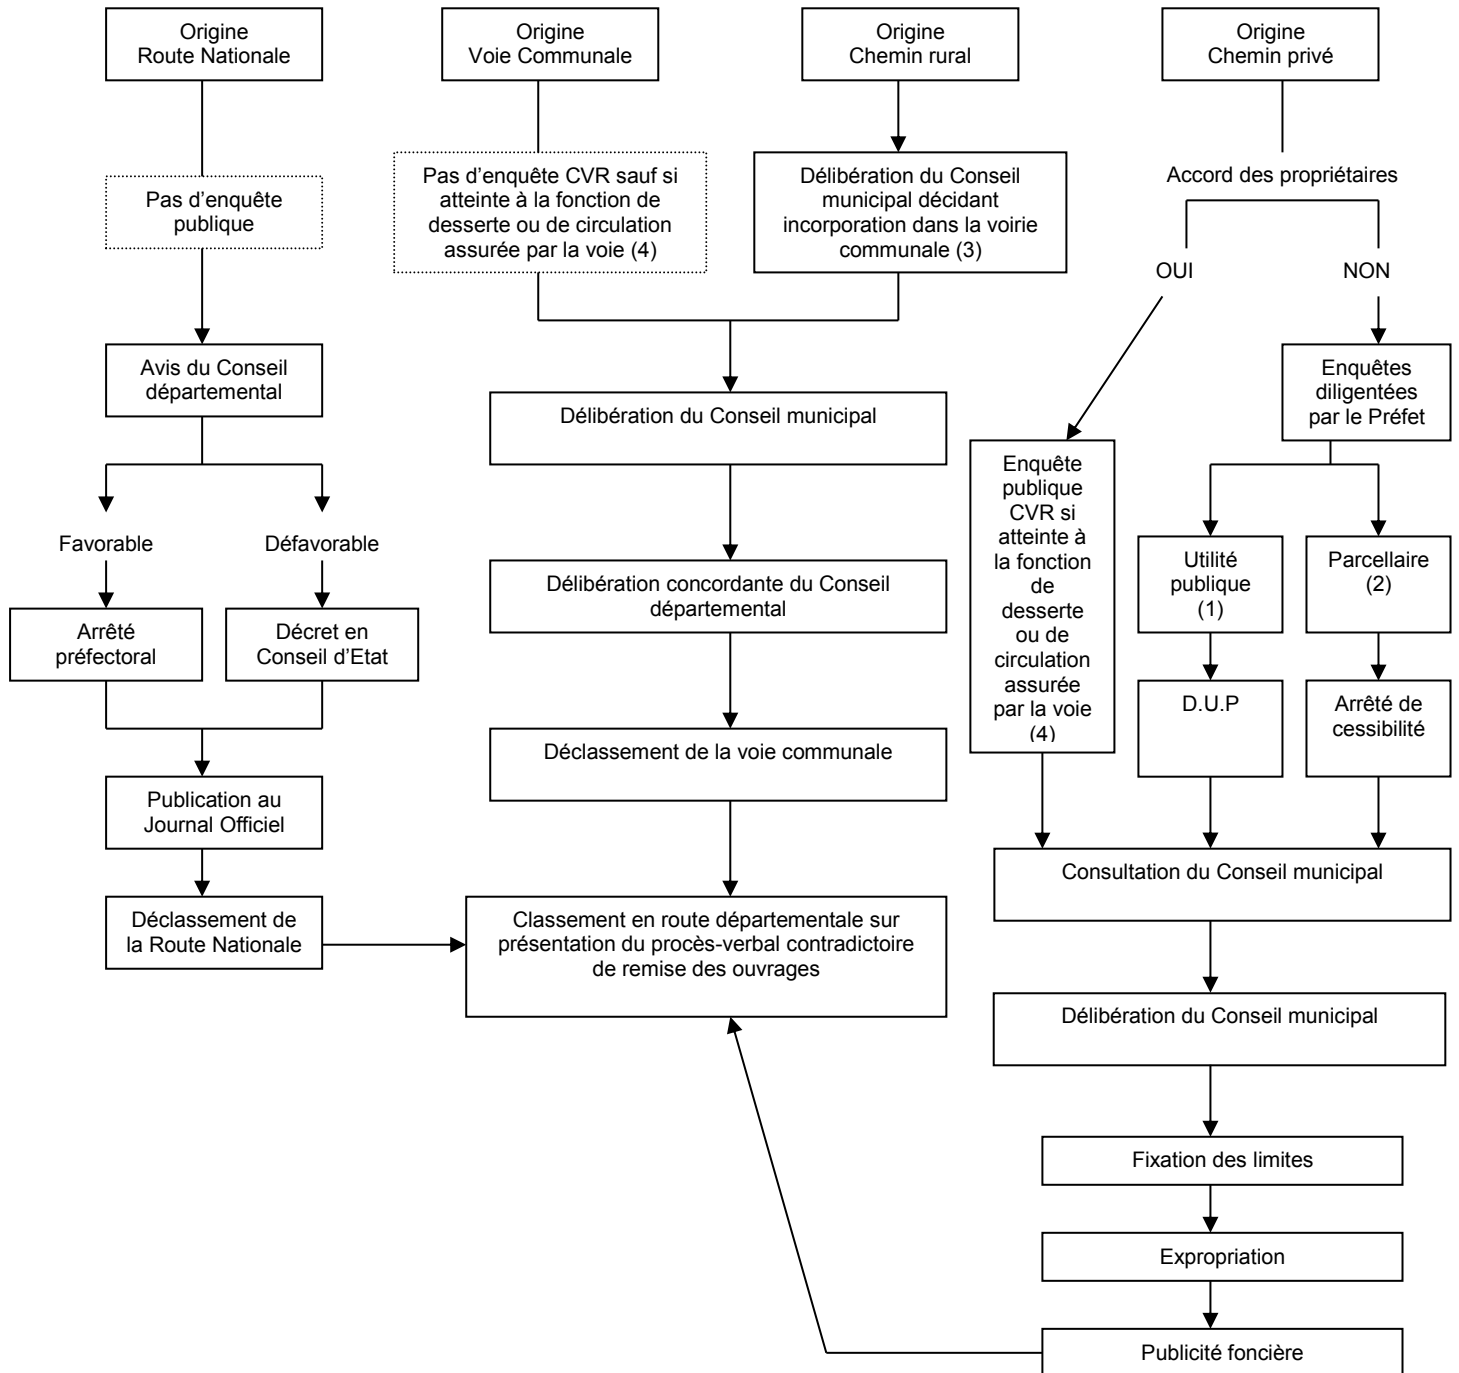 Origine
Route Nationale
Origine
Voie Communale
Origine
Chemin rural
Origine
Chemin privé
Pas d'enquête
publique
Pas d'enquête CVR sauf si
atteinte à la fonction de
desserte ou de circulation
assurée par la voie (4)
Délibération du Conseil
municipal décidant
incorporation dans la voirie
communale (3)
Accord des propriétaires
OUI
NON
Avis du Conseil
départemental
Enquêtes
diligentées
par le Préfet
Délibération du Conseil municipal
Enquête
publique
CVR si
atteinte à
la fonction
de
desserte
ou de
circulation
assurée
par la voie
(4)
Favorable
Défavorable
Utilité
publique
(1)
Parcellaire
(2)
Délibération concordante du Conseil
départemental
Arrêté
préfectoral
Décret en
Conseil d'Etat
D.U.P
Arrêté de
cessibilité
Déclassement de la voie communale
Publication au
Journal Officiel
Consultation du Conseil municipal
Déclassement de
la Route Nationale
Classement en route départementale sur
présentation du procès-verbal contradictoire
de remise des ouvrages
Délibération du Conseil municipal
Fixation des limites
Expropriation
Publicité foncière